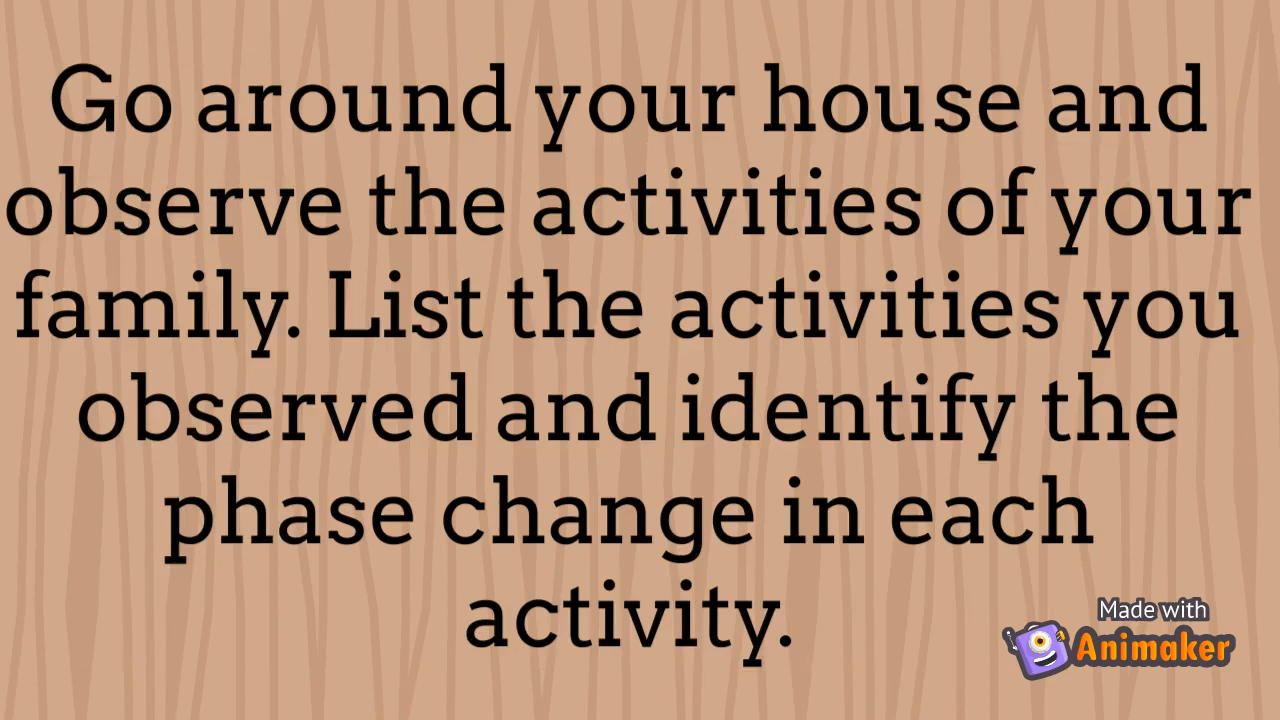 Go around your house and
observe the activities of your
family. List the activities you
observed and identify the
phase change in each
activity.
Made with
Animaker